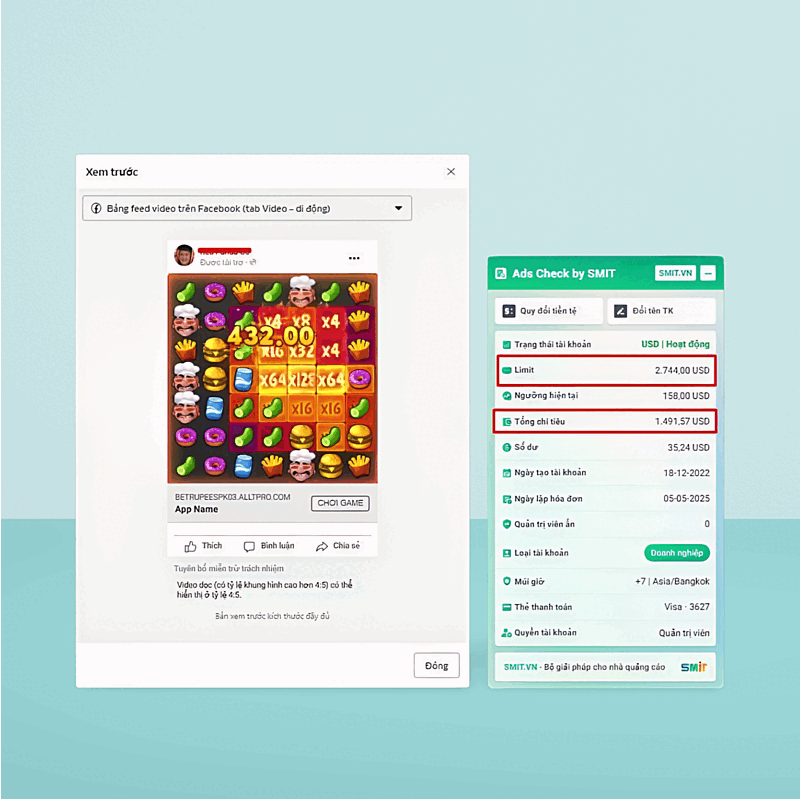 Xem trước
Bảng feed video trên Facebook (tab Video – di động)
Được tài trợ
x4 x8 x4
432.00
x16 x32 x4
x64 x128 x64
x16 x16
BETRUPEESPK03.ALLTPRO.COM
App Name
CHƠI GAME
Thích
Bình luận
Chia sẻ
Tuyên bố miễn trừ trách nhiệm
Video dọc (có tỷ lệ khung hình cao hơn 4:5) có thể
hiển thị ở tỷ lệ 4:5.
Bản xem trước kích thước đầy đủ
Đóng
Ads Check by SMIT
SMIT.VN
Quy đổi tiền tệ
Đổi tên TK
Trạng thái tài khoản USD | Hoạt động
Limit 2.744,00 USD
Ngưỡng hiện tại 158,00 USD
Tổng chi tiêu 1.491,57 USD
Số dư 35,24 USD
Ngày tạo tài khoản 18-12-2022
Ngày lập hóa đơn 05-05-2025
Quản trị viên ẩn 0
Loại tài khoản Doanh nghiệp
Múi giờ +7 | Asia/Bangkok
Thẻ thanh toán Visa · 3627
Quyền tài khoản Quản trị viên
SMIT.VN - Bộ giải pháp cho nhà quảng cáo SMIT